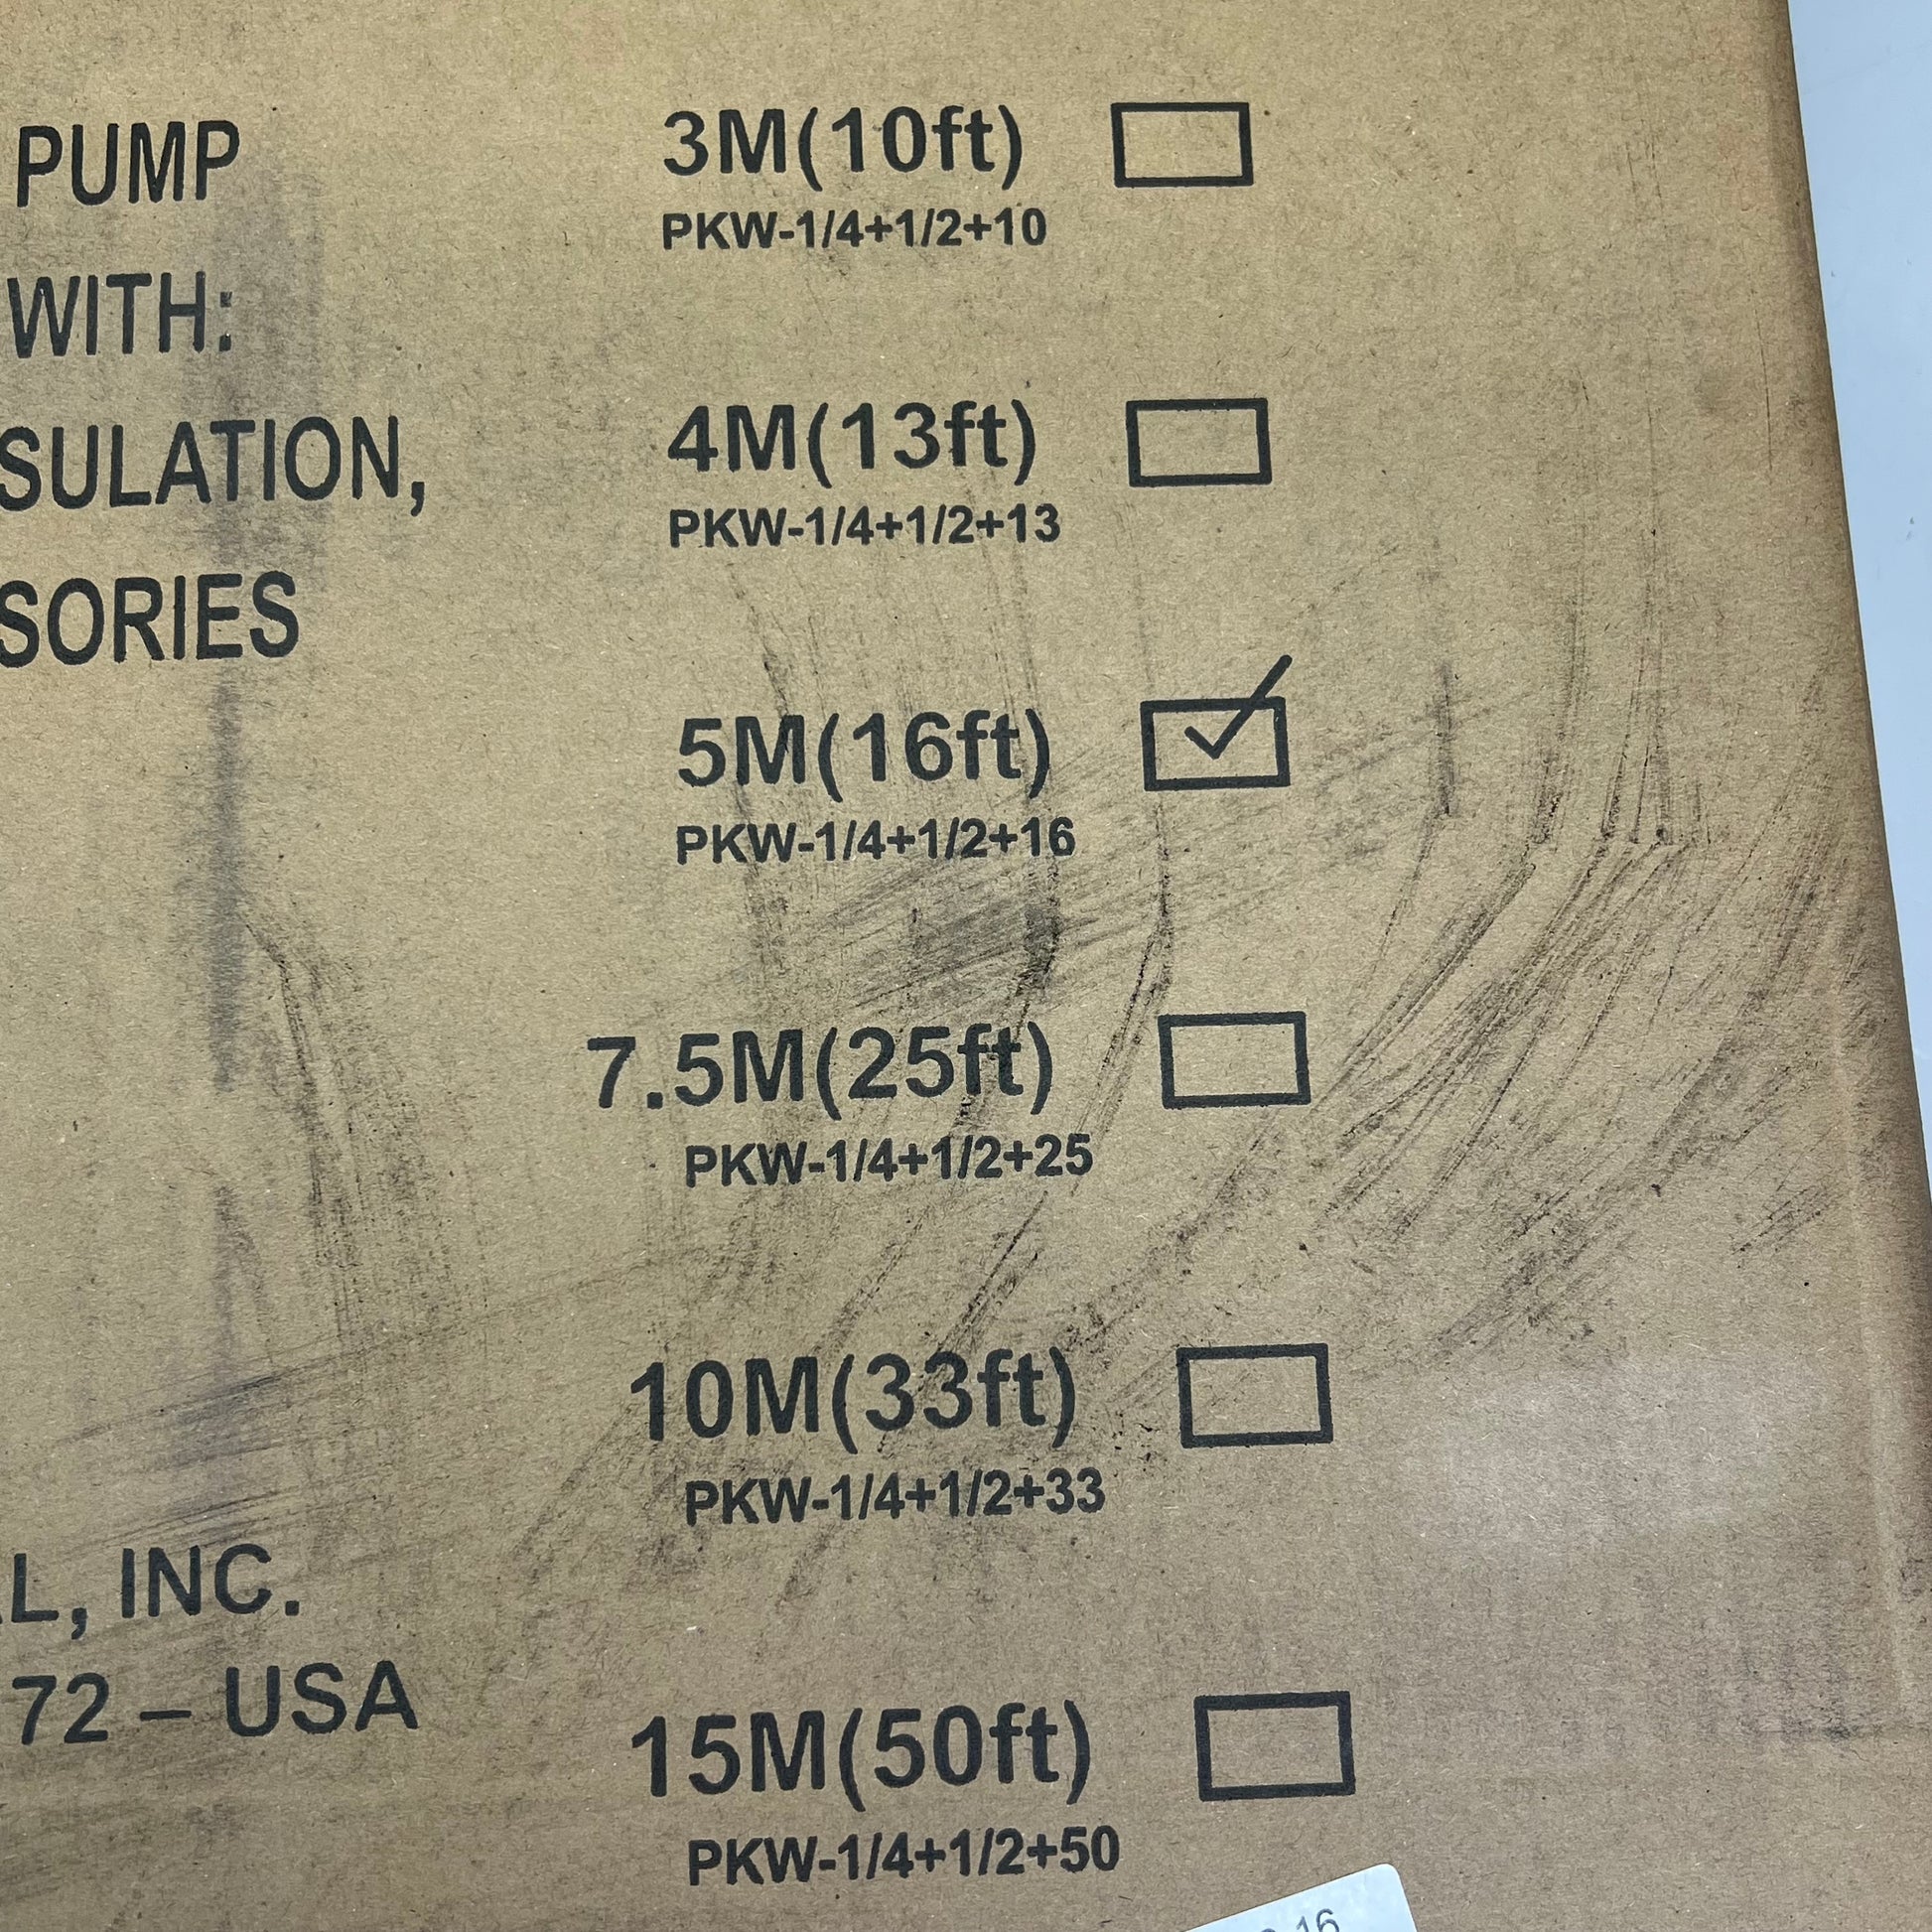 PUMP
WITH:
SULATION,
SORIES
L, INC.
72 – USA
3M(10ft)
PKW-1/4+1/2+10
4M(13ft)
PKW-1/4+1/2+13
5M(16ft)
PKW-1/4+1/2+16
7.5M(25ft)
PKW-1/4+1/2+25
10M(33ft)
PKW-1/4+1/2+33
15M(50ft)
PKW-1/4+1/2+50
16